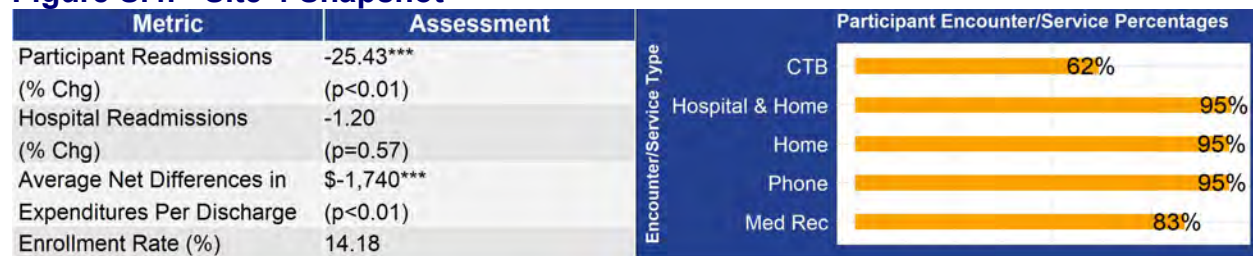 Metric Assessment
Participant Readmissions -25.43***
(% Chg) (p<0.01)
Hospital Readmissions -1.20
(% Chg) (p=0.57)
Average Net Differences in $-1,740***
Expenditures Per Discharge (p<0.01)
Enrollment Rate (%) 14.18
Participant Encounter/Service Percentages
Encounter/Service Type
CTB 62%
Hospital & Home 95%
Home 95%
Phone 95%
Med Rec 83%